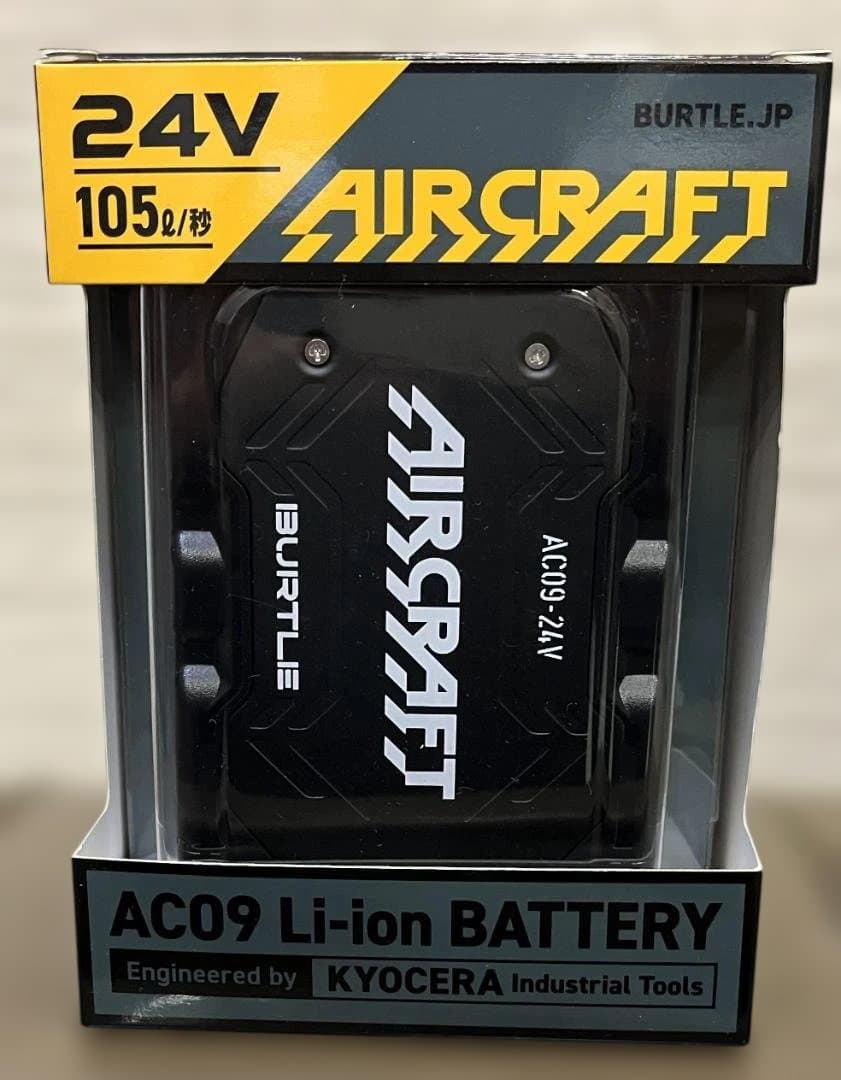 24V
105ℓ/秒
BURTLE.JP
AIRCRAFT
AIRCRAFT
BURTLE
AC09-24V
AC09 Li-ion BATTERY
Engineered by KYOCERA Industrial Tools